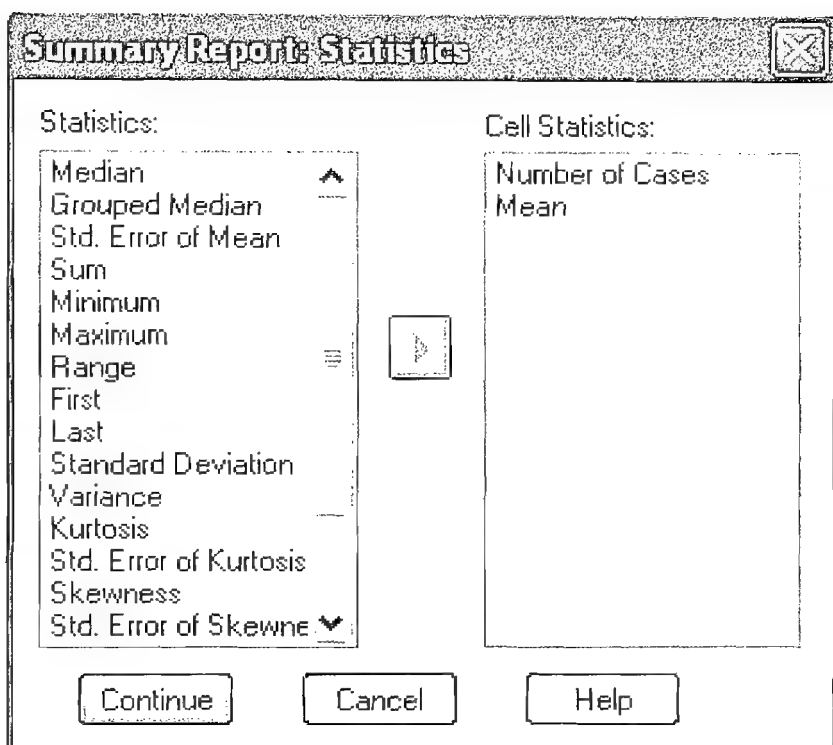 Summary Report: Statistics
Statistics:
Median
Grouped Median
Std. Error of Mean
Sum
Minimum
Maximum
Range
First
Last
Standard Deviation
Variance
Kurtosis
Std. Error of Kurtosis
Skewness
Std. Error of Skewne
Cell Statistics:
Number of Cases
Mean
Continue
Cancel
Help